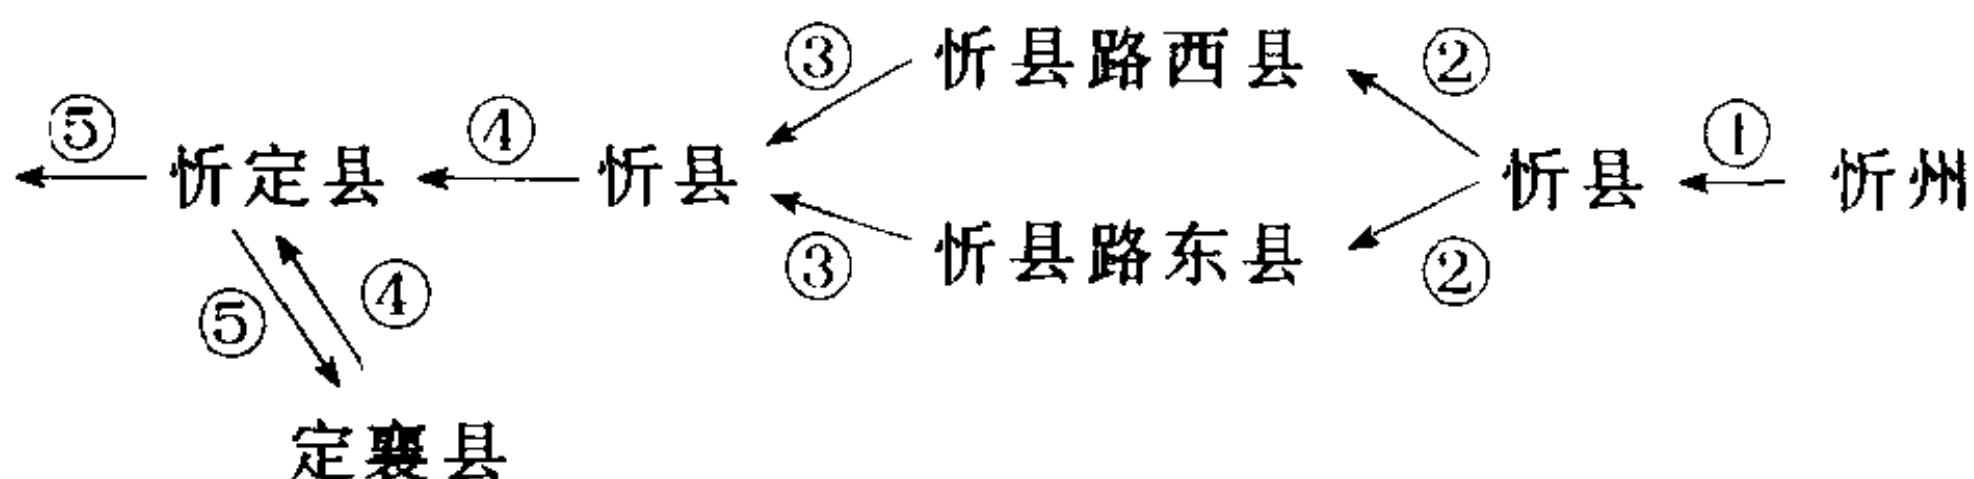 ③ 忻县路西县 ②
⑤ 忻定县 ④ 忻县 忻县 ① 忻州
③ 忻县路东县 ②
⑤ ④
定襄县